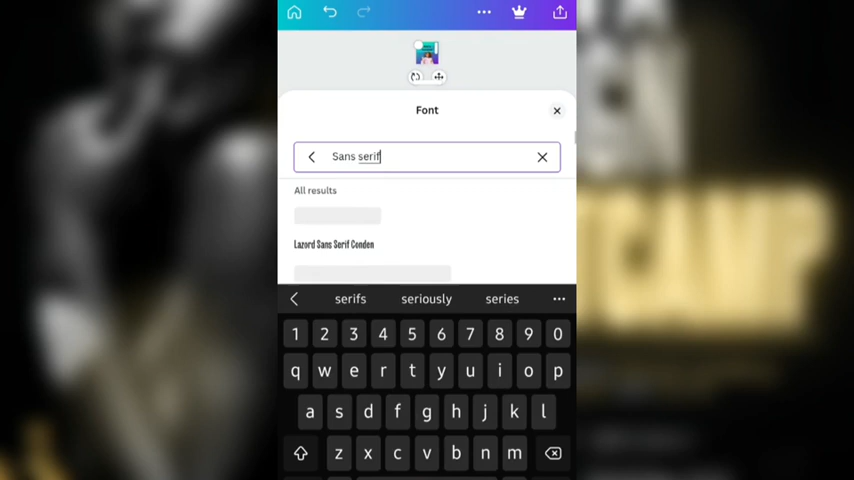 Font
Sans serif
All results
Lazord Sans Serif Conden
serifs seriously series
1 2 3 4 5 6 7 8 9 0
q w e r t y u i o p
a s d f g h j k l
z x c v b n m
TCAMP